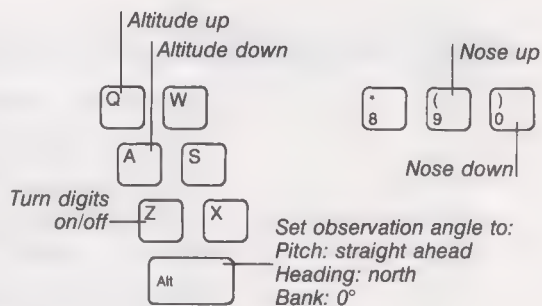 Altitude up
Altitude down
Nose up
Q W
*
8
(
9
)
0
A S
Nose down
Turn digits
on/off
Z X
Set observation angle to:
Pitch: straight ahead
Heading: north
Bank: 0°
Alt